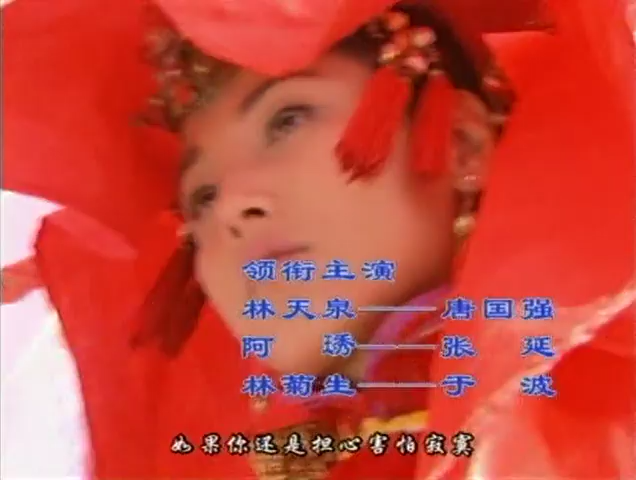 领衔主演
林天泉——唐国强
阿琇——张延
林菊生——于波
如果你还是担心害怕寂寞